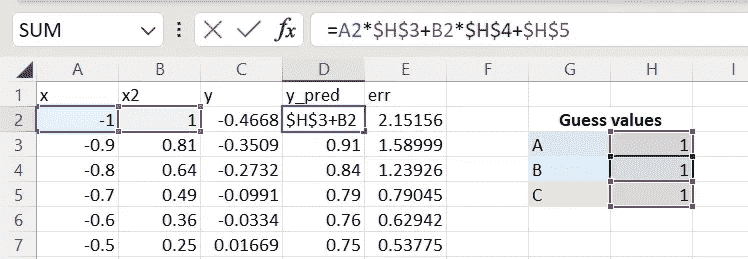 SUM fx =A2*$H$3+B2*$H$4+$H$5
A B C D E F G H I
1 x x2 y y_pred err
2 -1 1 -0.4668 $H$3+B2 2.15156 Guess values
3 -0.9 0.81 -0.3509 0.91 1.58999 A 1
4 -0.8 0.64 -0.2732 0.84 1.23926 B 1
5 -0.7 0.49 -0.0991 0.79 0.79045 C 1
6 -0.6 0.36 -0.0334 0.76 0.62942
7 -0.5 0.25 0.01669 0.75 0.53775